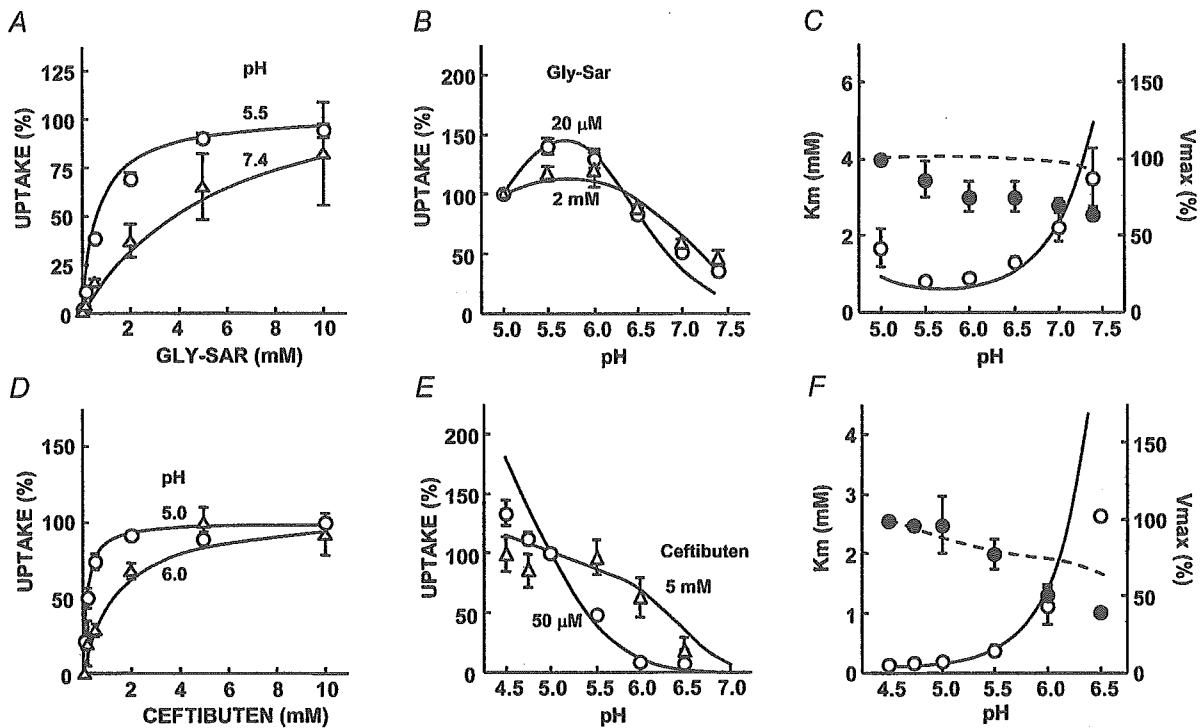 A
B
C
UPTAKE (%)
125
100
75
50
25
0
pH
5.5
7.4
2 4 6 8 10
GLY-SAR (mM)
UPTAKE (%)
200
150
100
50
0
Gly-Sar
20 μM
2 mM
5.0 5.5 6.0 6.5 7.0 7.5
pH
Km (mM)
4
2
0
Vmax (%)
150
100
50
0
5.0 5.5 6.0 6.5 7.0 7.5
pH
D
E
F
UPTAKE (%)
150
100
50
0
pH
5.0
6.0
2 4 6 8 10
CEFTIBUTEN (mM)
UPTAKE (%)
200
150
100
50
0
Ceftibuten
5 mM
50 μM
4.5 5.0 5.5 6.0 6.5 7.0
pH
Km (mM)
4
3
2
1
0
Vmax (%)
150
100
50
0
4.5 5.0 5.5 6.0 6.5
pH